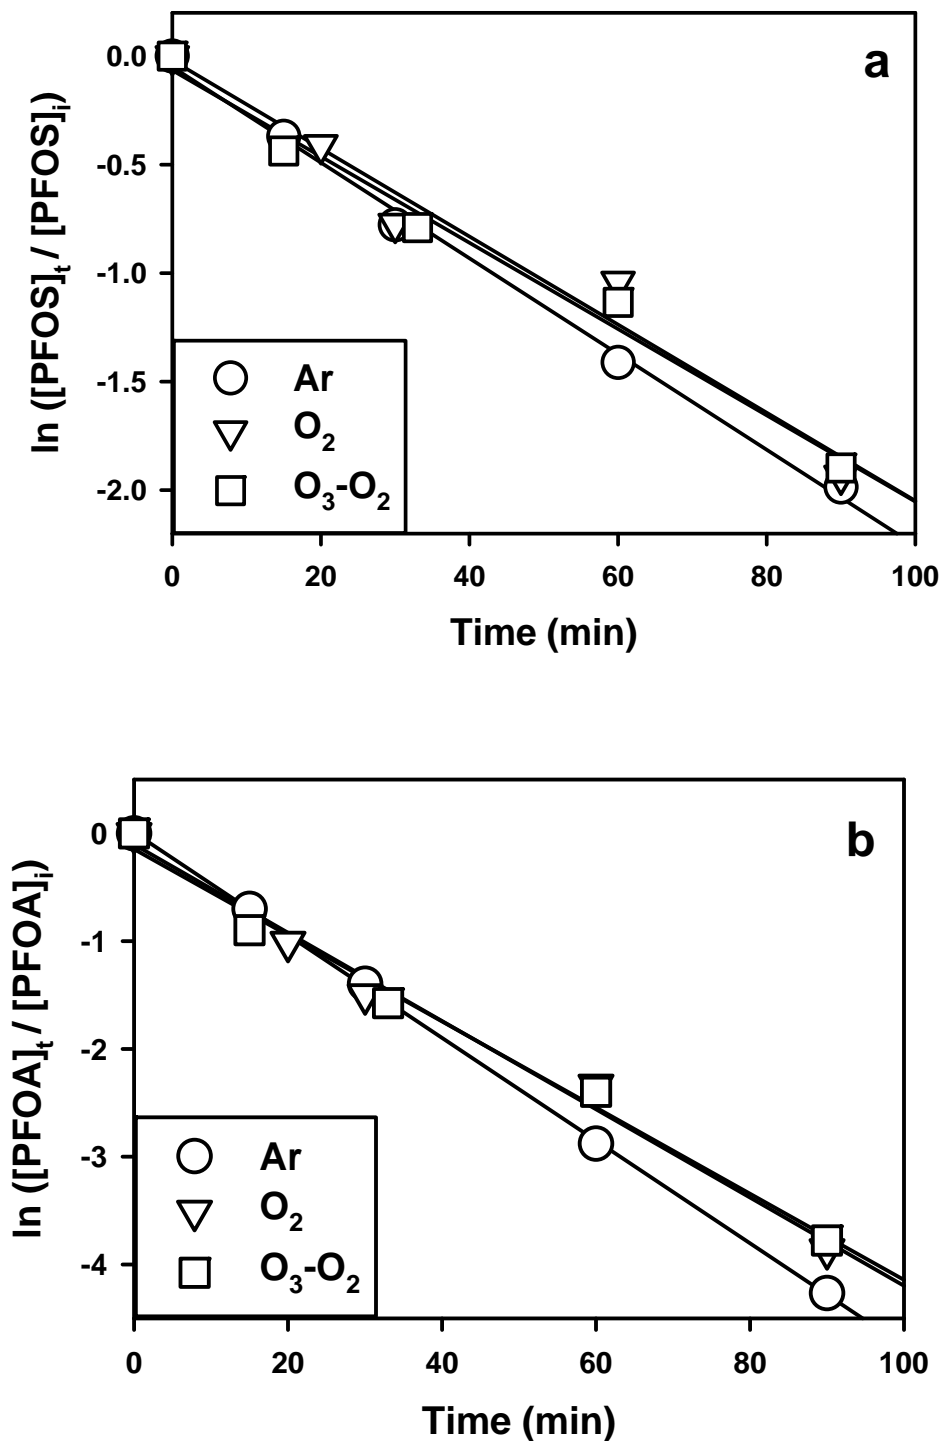 a
0.0
-0.5
-1.0
-1.5
-2.0
ln ([PFOS]t / [PFOS]i)
Ar
O2
O3-O2
0 20 40 60 80 100
Time (min)
b
0
-1
-2
-3
-4
ln ([PFOA]t / [PFOA]i)
Ar
O2
O3-O2
0 20 40 60 80 100
Time (min)